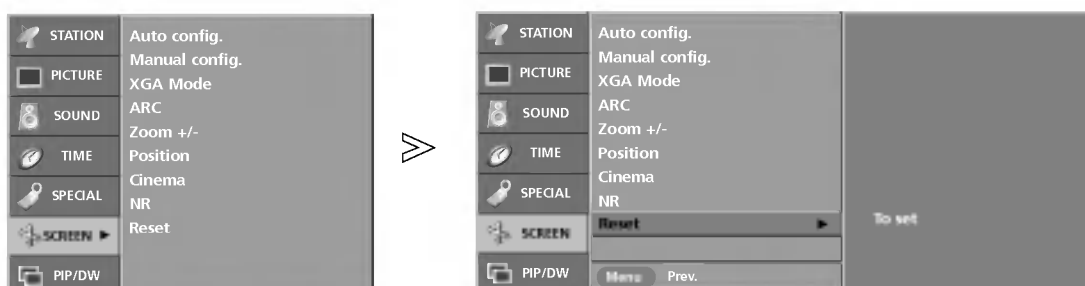 STATION
PICTURE
SOUND
TIME
SPECIAL
SCREEN
PIP/DW
Auto config.
Manual config.
XGA Mode
ARC
Zoom +/-
Position
Cinema
NR
Reset
STATION
PICTURE
SOUND
TIME
SPECIAL
SCREEN
PIP/DW
Auto config.
Manual config.
XGA Mode
ARC
Zoom +/-
Position
Cinema
NR
Reset
Menu Prev.
To set